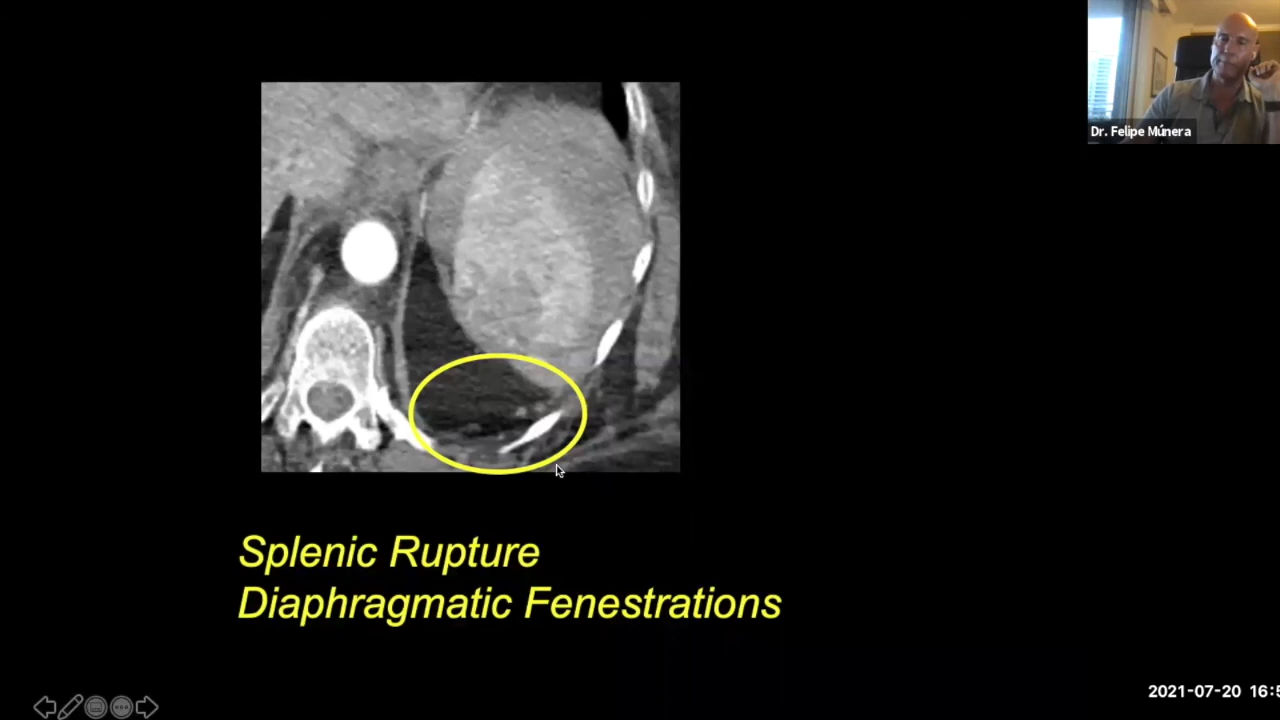 Dr. Felipe Múnera
Splenic Rupture
Diaphragmatic Fenestrations
2021-07-20 16:5